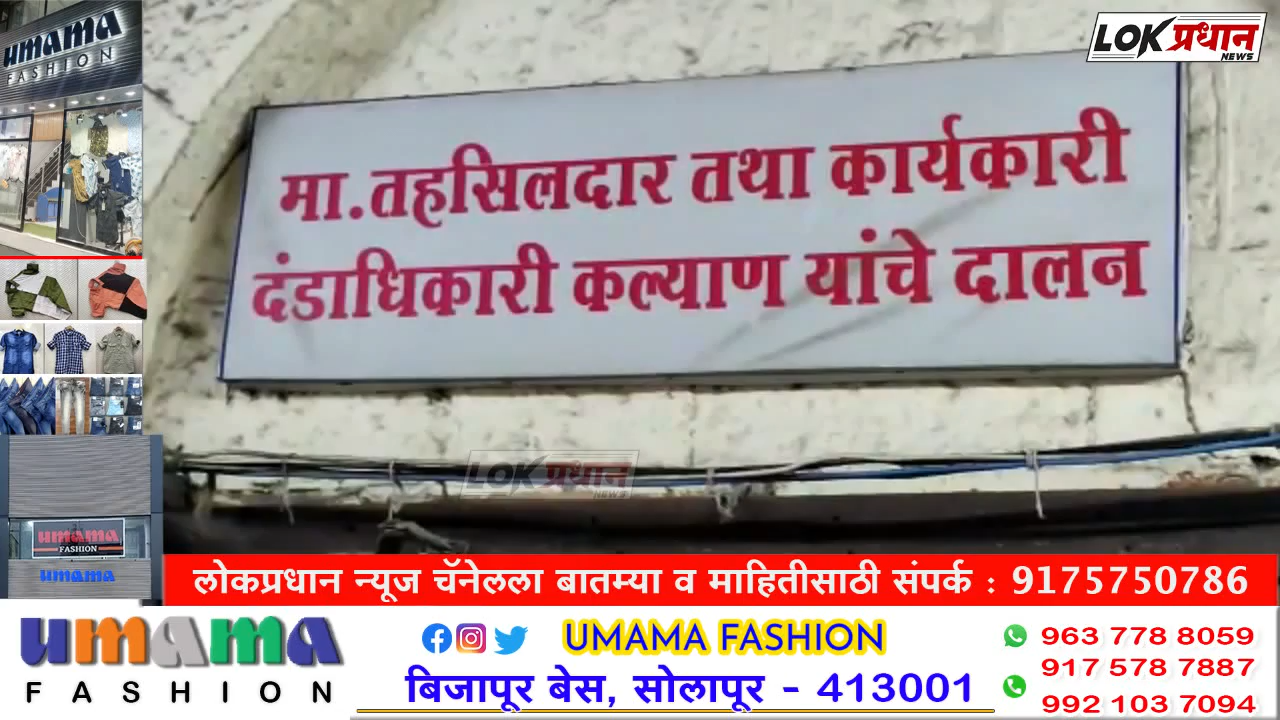 umama
FASHION
LOKप्रधान
NEWS
मा.तहसिलदार तथा कार्यकारी
दंडाधिकारी कल्याण यांचे दालन
LOKप्रधान
NEWS
umama
FASHION
umama
लोकप्रधान न्यूज चॅनेलला बातम्या व माहितीसाठी संपर्क : 9175750786
umama
FASHION
UMAMA FASHION
बिजापूर बेस, सोलापूर - 413001
963 778 8059
917 578 7887
992 103 7094